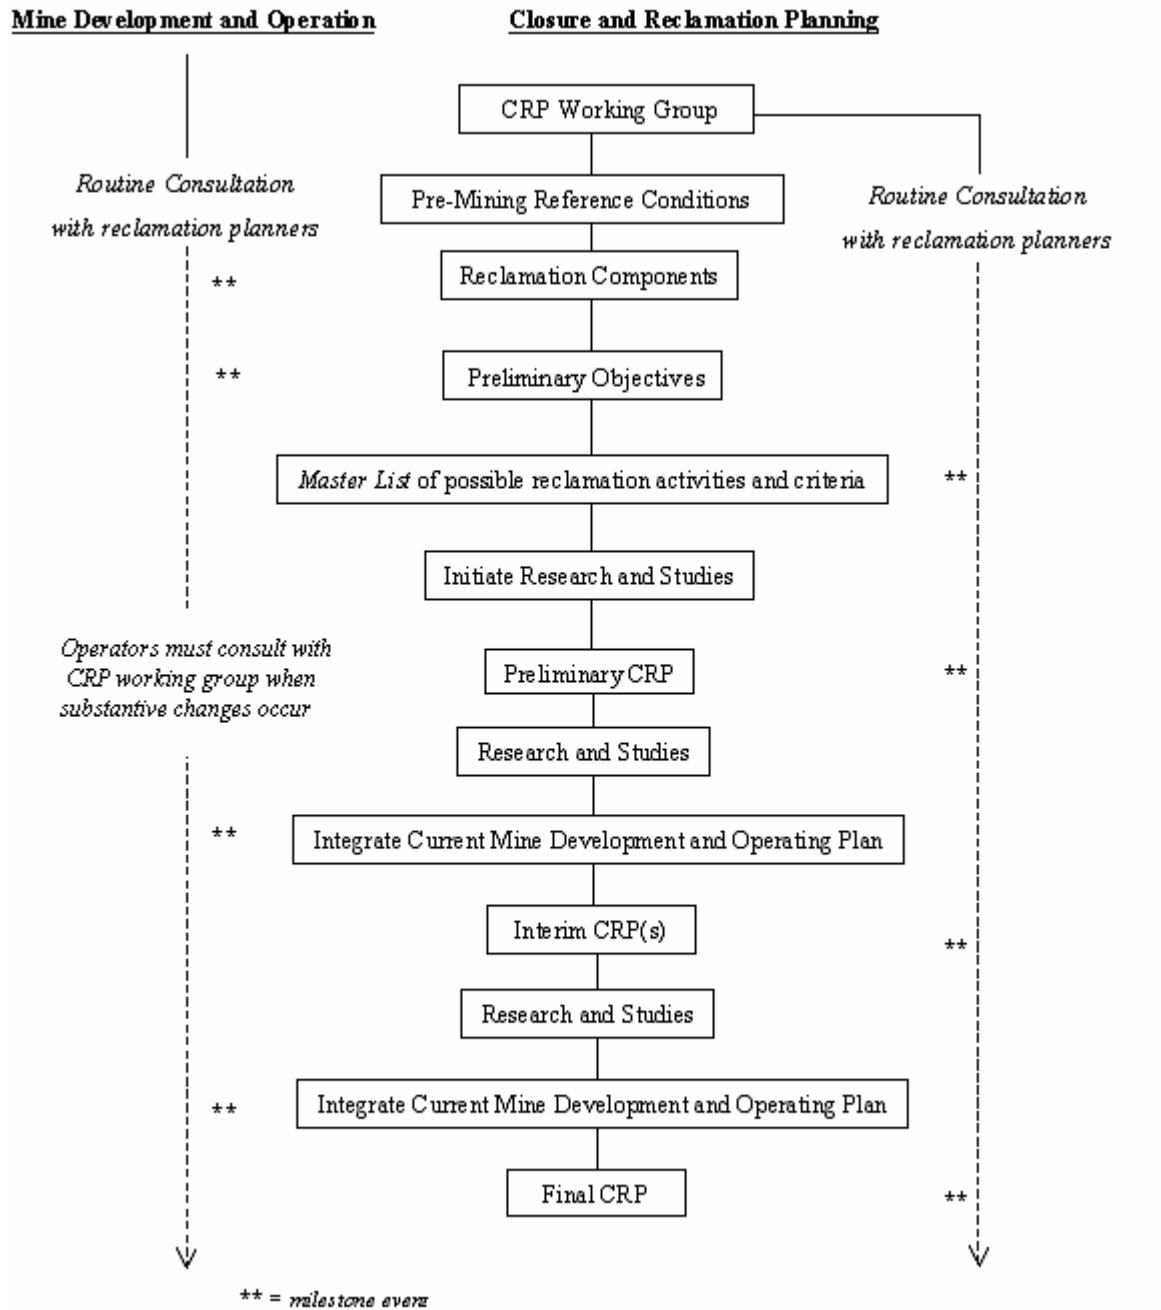 Mine Development and Operation
Closure and Reclamation Planning
CRP Working Group
Routine Consultation
with reclamation planners
Pre-Mining Reference Conditions
Routine Consultation
with reclamation planners
**
Reclamation Components
**
Preliminary Objectives
Master List of possible reclamation activities and criteria
**
Initiate Research and Studies
Operators must consult with
CRP working group when
substantive changes occur
Preliminary CRP
**
Research and Studies
**
Integrate Current Mine Development and Operating Plan
Interim CRP(s)
**
Research and Studies
**
Integrate Current Mine Development and Operating Plan
Final CRP
**
** = milestone event